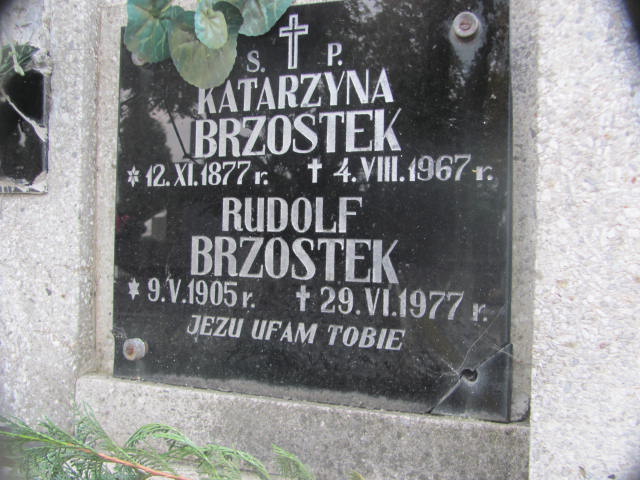 S. P.
KATARZYNA
BRZOSTEK
* 12. XI. 1877 r. † 4. VIII. 1967 r.
RUDOLF
BRZOSTEK
* 9. V. 1905 r. † 29. VI. 1977 r.
JEZU UFAM TOBIE